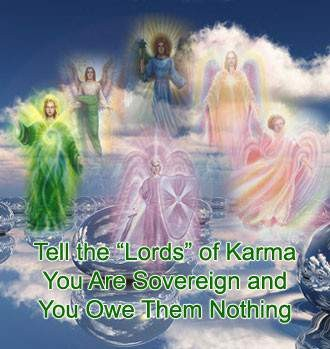 Tell the “Lords” of Karma
You Are Sovereign and
You Owe Them Nothing